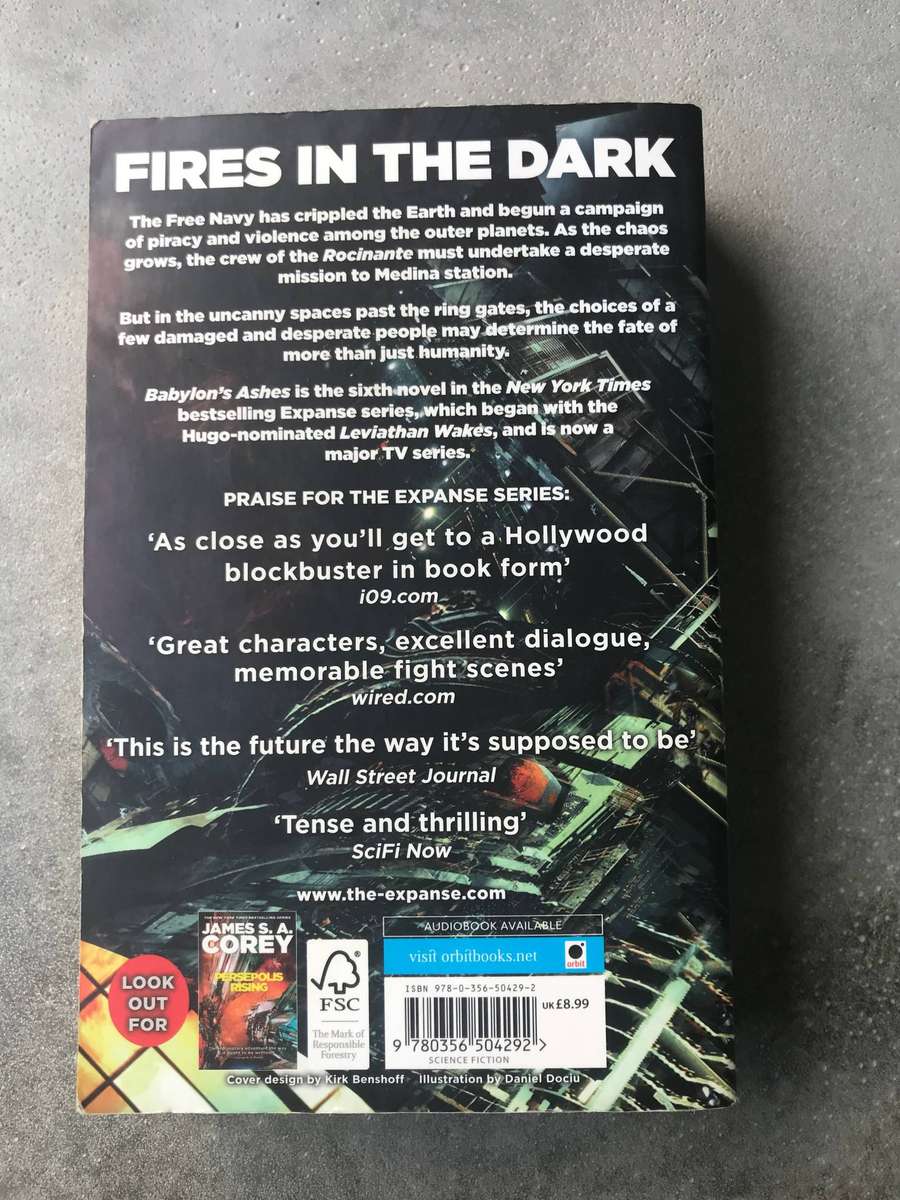 FIRES IN THE DARK
The Free Navy has crippled the Earth and begun a campaign
of piracy and violence among the outer planets. As the chaos
grows, the crew of the Rocinante must undertake a desperate
mission to Medina station.
But in the uncanny spaces past the ring gates, the choices of a
few damaged and desperate people may determine the fate of
more than just humanity.
Babylon's Ashes is the sixth novel in the New York Times
bestselling Expanse series, which began with the
Hugo-nominated Leviathan Wakes, and is now a
major TV series.
PRAISE FOR THE EXPANSE SERIES:
‘As close as you'll get to a Hollywood
blockbuster in book form’
i09.com
‘Great characters, excellent dialogue,
memorable fight scenes’
wired.com
‘This is the future the way it's supposed to be’
Wall Street Journal
‘Tense and thrilling’
SciFi Now
www.the-expanse.com
LOOK
OUT
FOR
THE NEW YORK TIMES BESTSELLING SERIES
JAMES S. A.
COREY
PERSEPOLIS
RISING
FSC
The Mark of
Responsible
Forestry
AUDIOBOOK AVAILABLE
visit orbitbooks.net
orbit
ISBN 978-0-356-50429-2
UK £8.99
9 780356 504292 >
SCIENCE FICTION
Cover design by Kirk Benshoff Illustration by Daniel Dociu